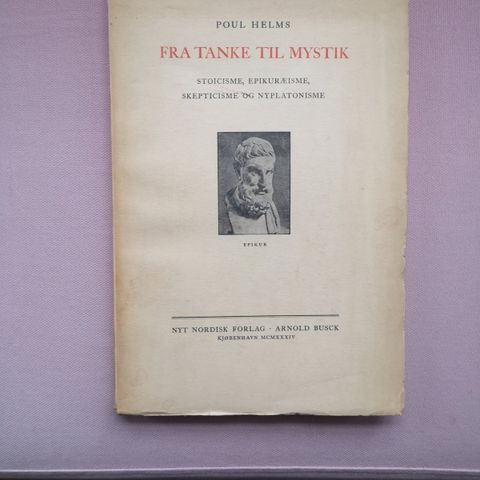 POUL HELMS
FRA TANKE TIL MYSTIK
STOICISME, EPIKURÆISME,
SKEPTICISME OG NYPLATONISME
EPIKUR
NYT NORDISK FORLAG · ARNOLD BUSCK
KJØBENHAVN MCMXXXIV